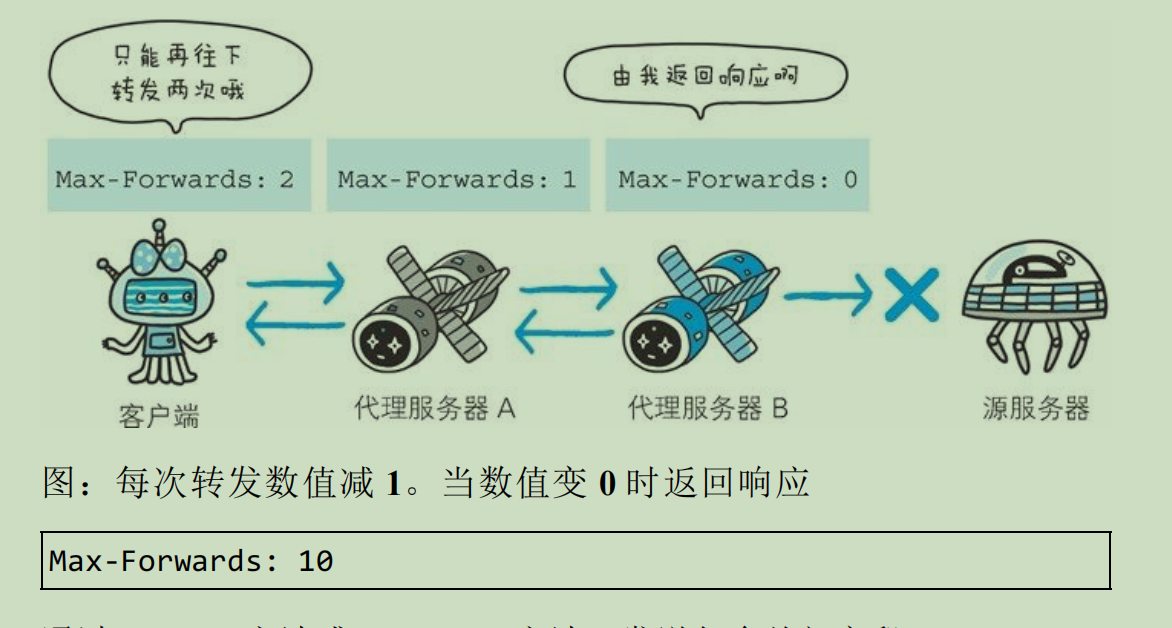 只能再往下
转发两次哦
由我返回响应啊
Max-Forwards: 2
Max-Forwards: 1
Max-Forwards: 0
客户端
代理服务器 A
代理服务器 B
源服务器
图：每次转发数值减 1。当数值变 0 时返回响应
Max-Forwards: 10